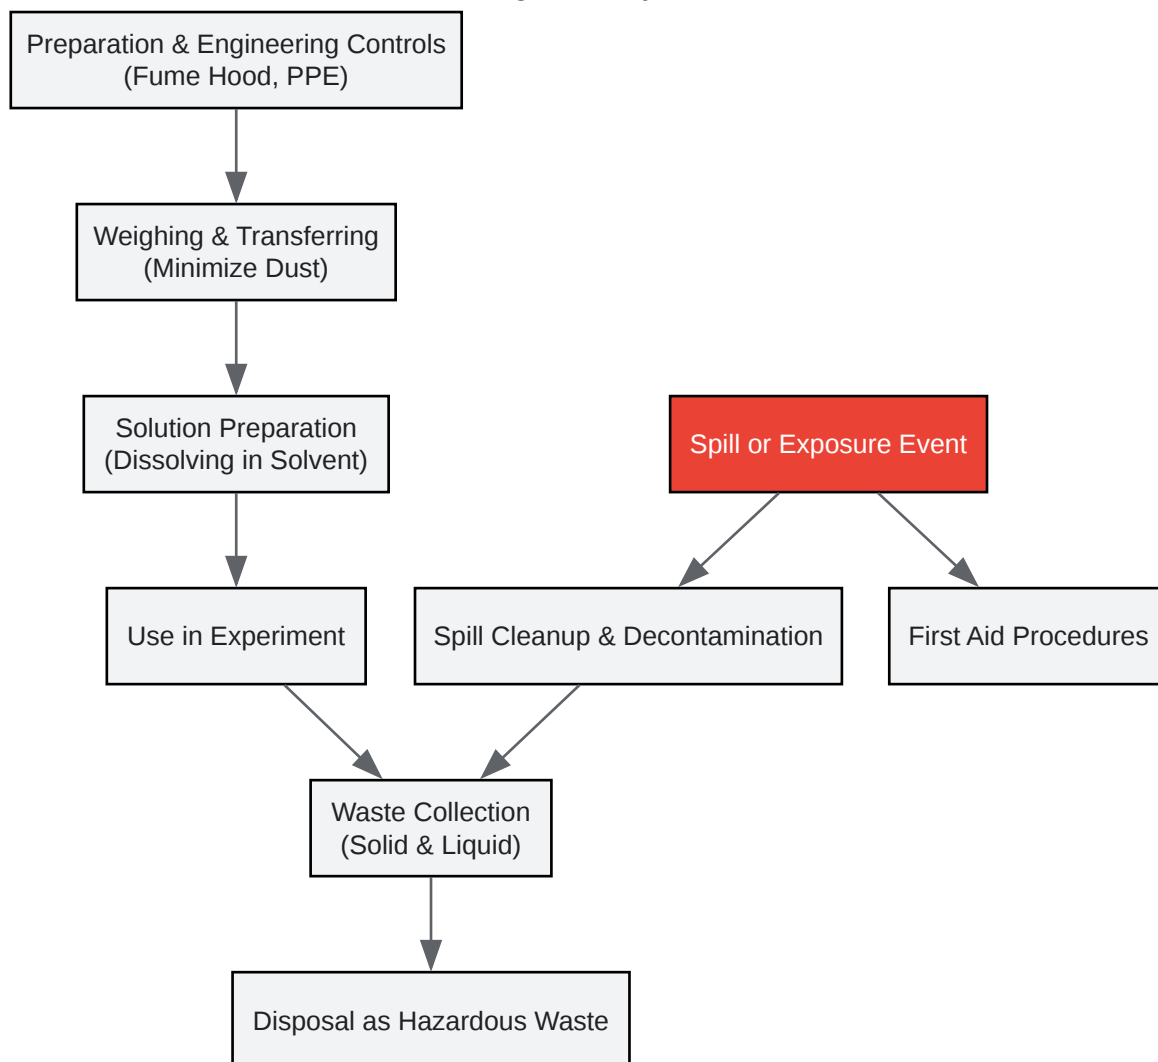 Preparation & Engineering Controls
(Fume Hood, PPE)
Weighing & Transferring
(Minimize Dust)
Solution Preparation
(Dissolving in Solvent)
Spill or Exposure Event
Use in Experiment
Spill Cleanup & Decontamination
First Aid Procedures
Waste Collection
(Solid & Liquid)
Disposal as Hazardous Waste